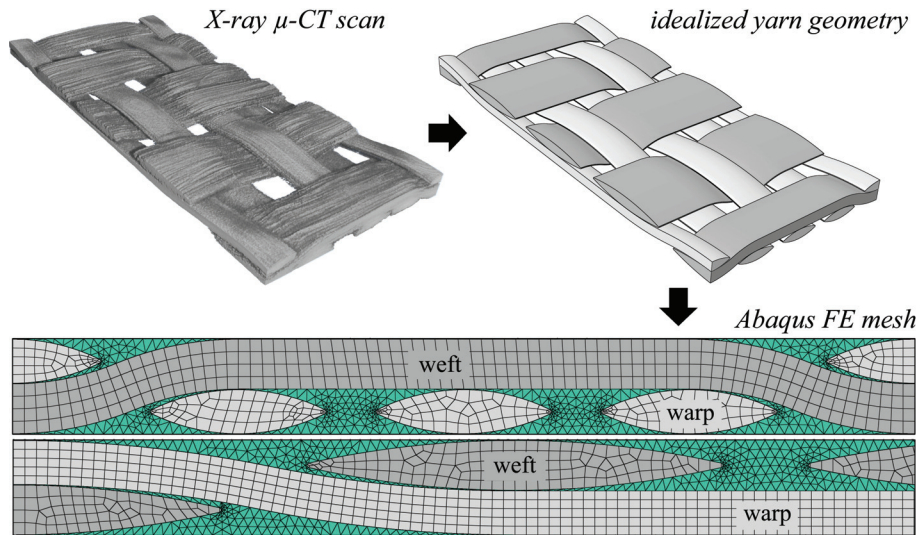 X-ray µ-CT scan
idealized yarn geometry
Abaqus FE mesh
weft
warp
weft
warp